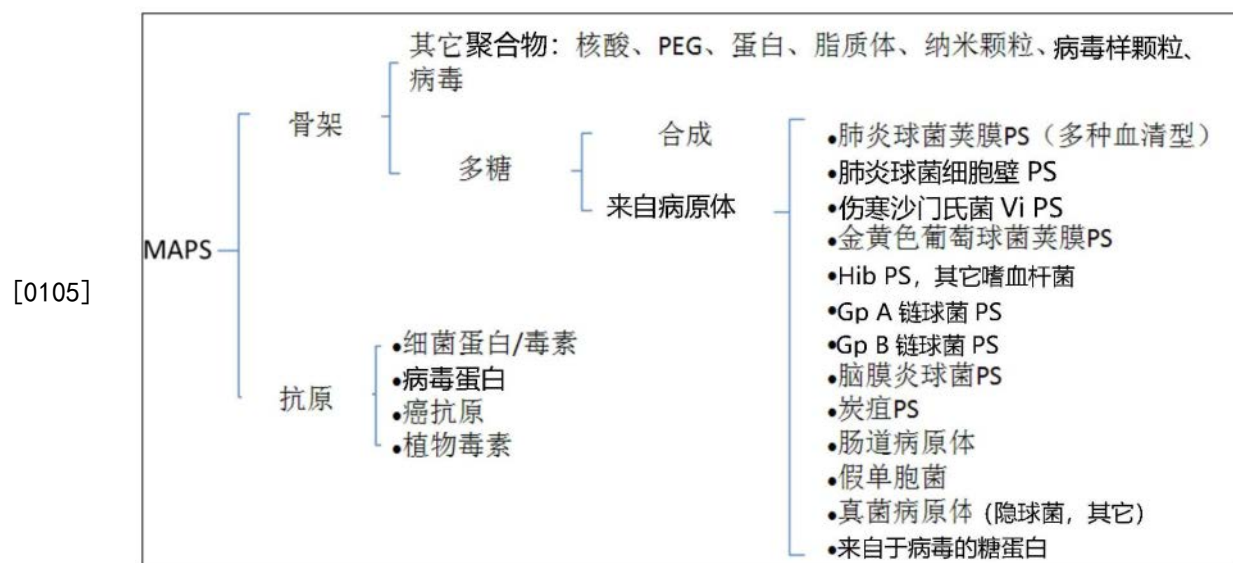 其它聚合物：核酸、PEG、蛋白、脂质体、纳米颗粒、病毒样颗粒、
病毒
骨架
合成
多糖
来自病原体
•肺炎球菌荚膜PS（多种血清型）
•肺炎球菌细胞壁 PS
•伤寒沙门氏菌 Vi PS
•金黄色葡萄球菌荚膜PS
•Hib PS，其它嗜血杆菌
•Gp A 链球菌 PS
•Gp B 链球菌 PS
•脑膜炎球菌PS
•炭疽PS
•肠道病原体
•假单胞菌
•真菌病原体 (隐球菌，其它)
•来自于病毒的糖蛋白
MAPS
[0105]
抗原
•细菌蛋白/毒素
•病毒蛋白
•癌抗原
•植物毒素